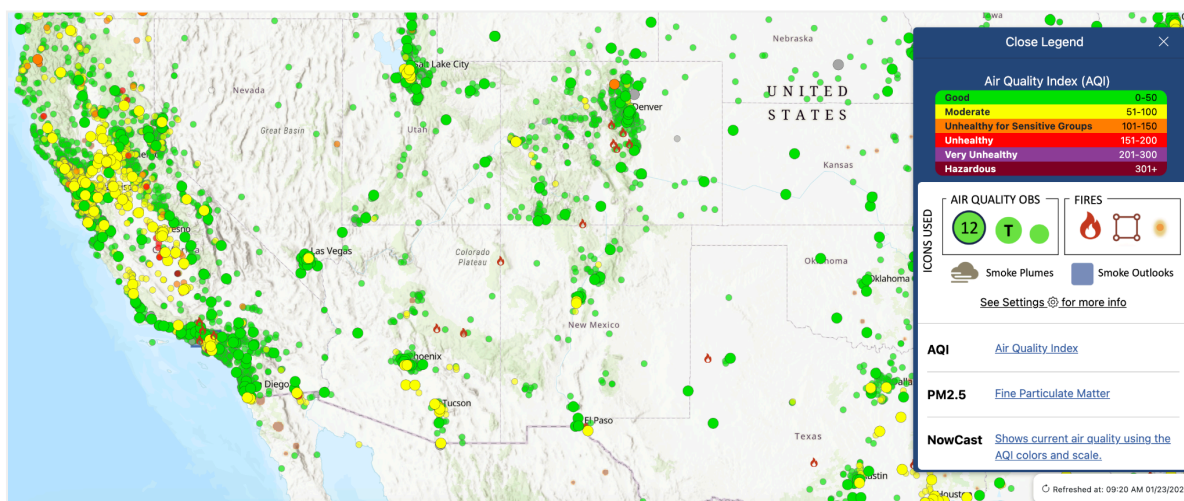 Iowa
Nebraska
Salt Lake City
Nevada
UNITED
STATES
Denver
Great Basin
Utah
Kansas
Las Vegas
Colorado
Plateau
Oklahoma
Oklahoma
New Mexico
Phoenix
Diego
Tucson
El Paso
Texas
Austin
Houston
Close Legend
Air Quality Index (AQI)
Good 0-50
Moderate 51-100
Unhealthy for Sensitive Groups 101-150
Unhealthy 151-200
Very Unhealthy 201-300
Hazardous 301+
ICONS USED
AIR QUALITY OBS
FIRES
12
T
Smoke Plumes
Smoke Outlooks
See Settings for more info
AQI Air Quality Index
PM2.5 Fine Particulate Matter
NowCast Shows current air quality using the
AQI colors and scale.
Refreshed at: 09:20 AM 01/23/202